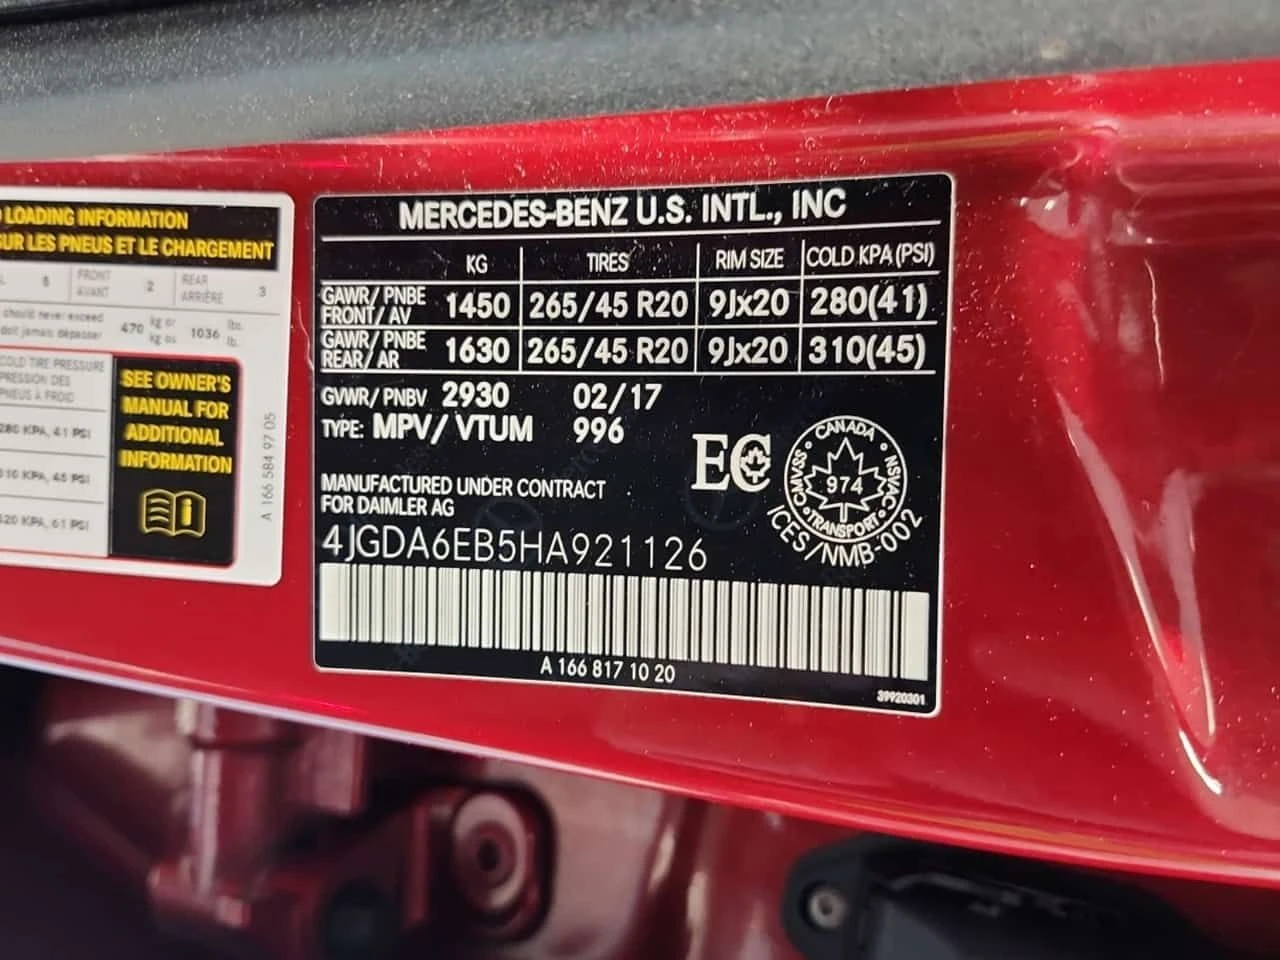 LOADING INFORMATION
SUR LES PNEUS ET LE CHARGEMENT
5 FRONT AVANT 2 REAR ARRIÈRE 3
should never exceed
doit jamais dépasser
470 kg or kg ou 1036 lbs. lb.
COLD TIRE PRESSURE
PRESSION DES
PNEUS A FROID
280 KPA, 41 PSI
310 KPA, 45 PSI
420 KPA, 61 PSI
SEE OWNER'S
MANUAL FOR
ADDITIONAL
INFORMATION
A 166 584 97 05
MERCEDES-BENZ U.S. INTL., INC
KG TIRES RIM SIZE COLD KPA (PSI)
GAWR/ PNBE FRONT/ AV 1450 265/45 R20 9Jx20 280(41)
GAWR/ PNBE REAR/ AR 1630 265/45 R20 9Jx20 310(45)
GVWR/ PNBV 2930 02/17
TYPE: MPV/ VTUM 996
MANUFACTURED UNDER CONTRACT
FOR DAIMLER AG
EC
CANADA
CMVSS
NSVAC
974
TRANSPORT
ICES/NMB-002
4JGDA6EB5HA921126
A 166 817 10 20
39920301